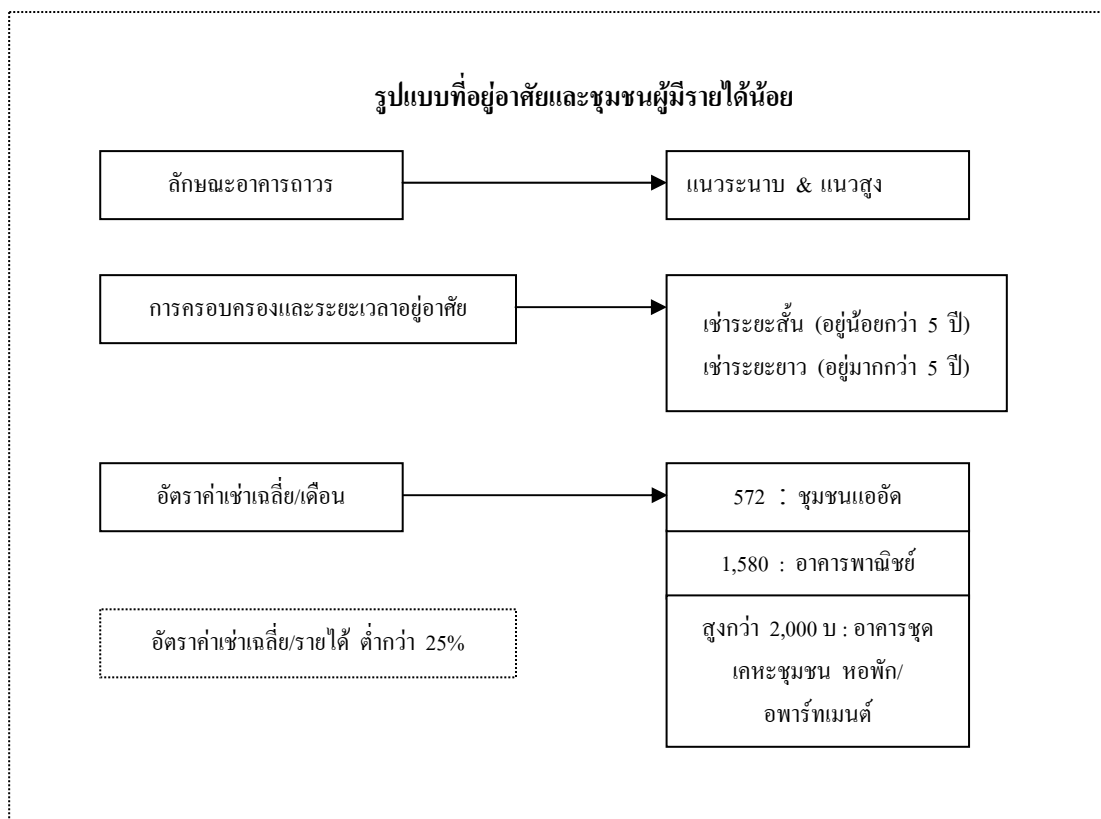 รูปแบบที่อยู่อาศัยและชุมชนผู้มีรายได้น้อย
ลักษณะอาคารถาวร
แนวระนาบ & แนวสูง
การครอบครองและระยะเวลาอยู่อาศัย
เช่าระยะสั้น (อยู่น้อยกว่า 5 ปี)
เช่าระยะยาว (อยู่มากกว่า 5 ปี)
อัตราค่าเช่าเฉลี่ย/เดือน
572 : ชุมชนแออัด
1,580 : อาคารพาณิชย์
อัตราค่าเช่าเฉลี่ย/รายได้ ต่ำกว่า 25%
สูงกว่า 2,000 บ : อาคารชุด
เคหะชุมชน หอพัก/
อพาร์ทเมนต์